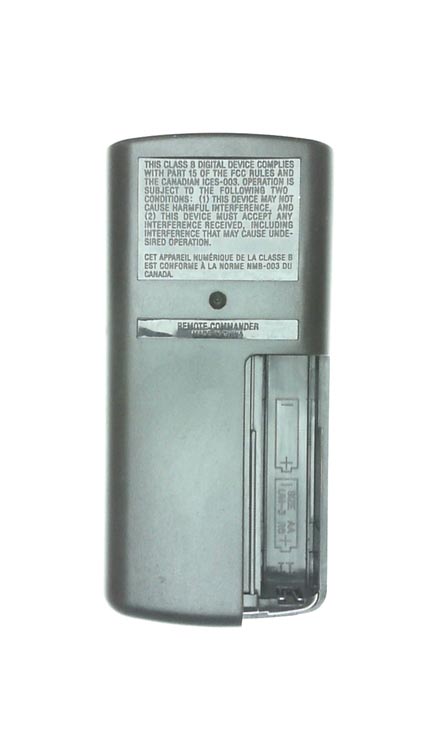 THIS CLASS B DIGITAL DEVICE COMPLIES
WITH PART 15 OF THE FCC RULES AND
THE CANADIAN ICES-003. OPERATION IS
SUBJECT TO THE FOLLOWING TWO
CONDITIONS: (1) THIS DEVICE MAY NOT
CAUSE HARMFUL INTERFERENCE, AND
(2) THIS DEVICE MUST ACCEPT ANY
INTERFERENCE RECEIVED, INCLUDING
INTERFERENCE THAT MAY CAUSE UNDE-
SIRED OPERATION.
CET APPAREIL NUMÉRIQUE DE LA CLASSE B
EST CONFORME À LA NORME NMB-003 DU
CANADA.
REMOTE COMMANDER
MADE IN CHINA
SIZE AA